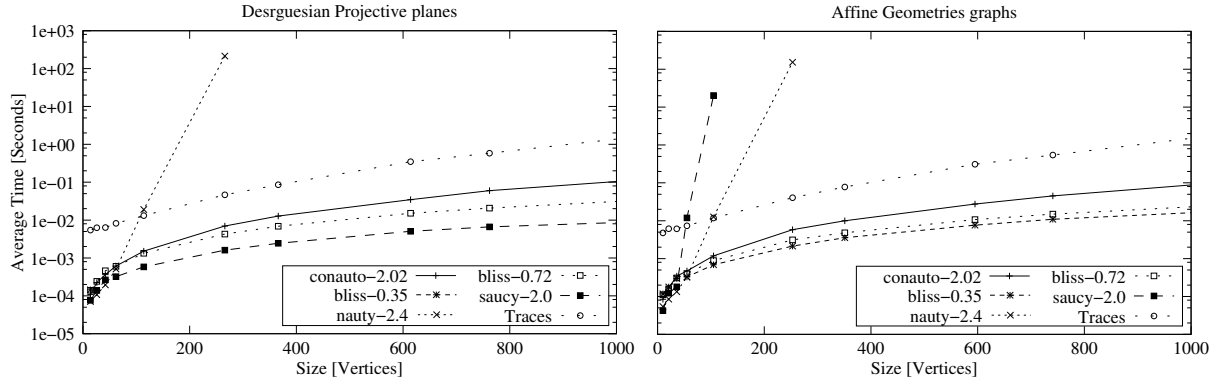 Desrguesian Projective planes
1e+03
1e+02
1e+01
1e+00
1e−01
1e−02
1e−03
1e−04
1e−05
Average Time [Seconds]
0 200 400 600 800 1000
Size [Vertices]
conauto−2.02 bliss−0.72
bliss−0.35 saucy−2.0
nauty−2.4 Traces
Affine Geometries graphs
0 200 400 600 800 1000
Size [Vertices]
conauto−2.02 bliss−0.72
bliss−0.35 saucy−2.0
nauty−2.4 Traces